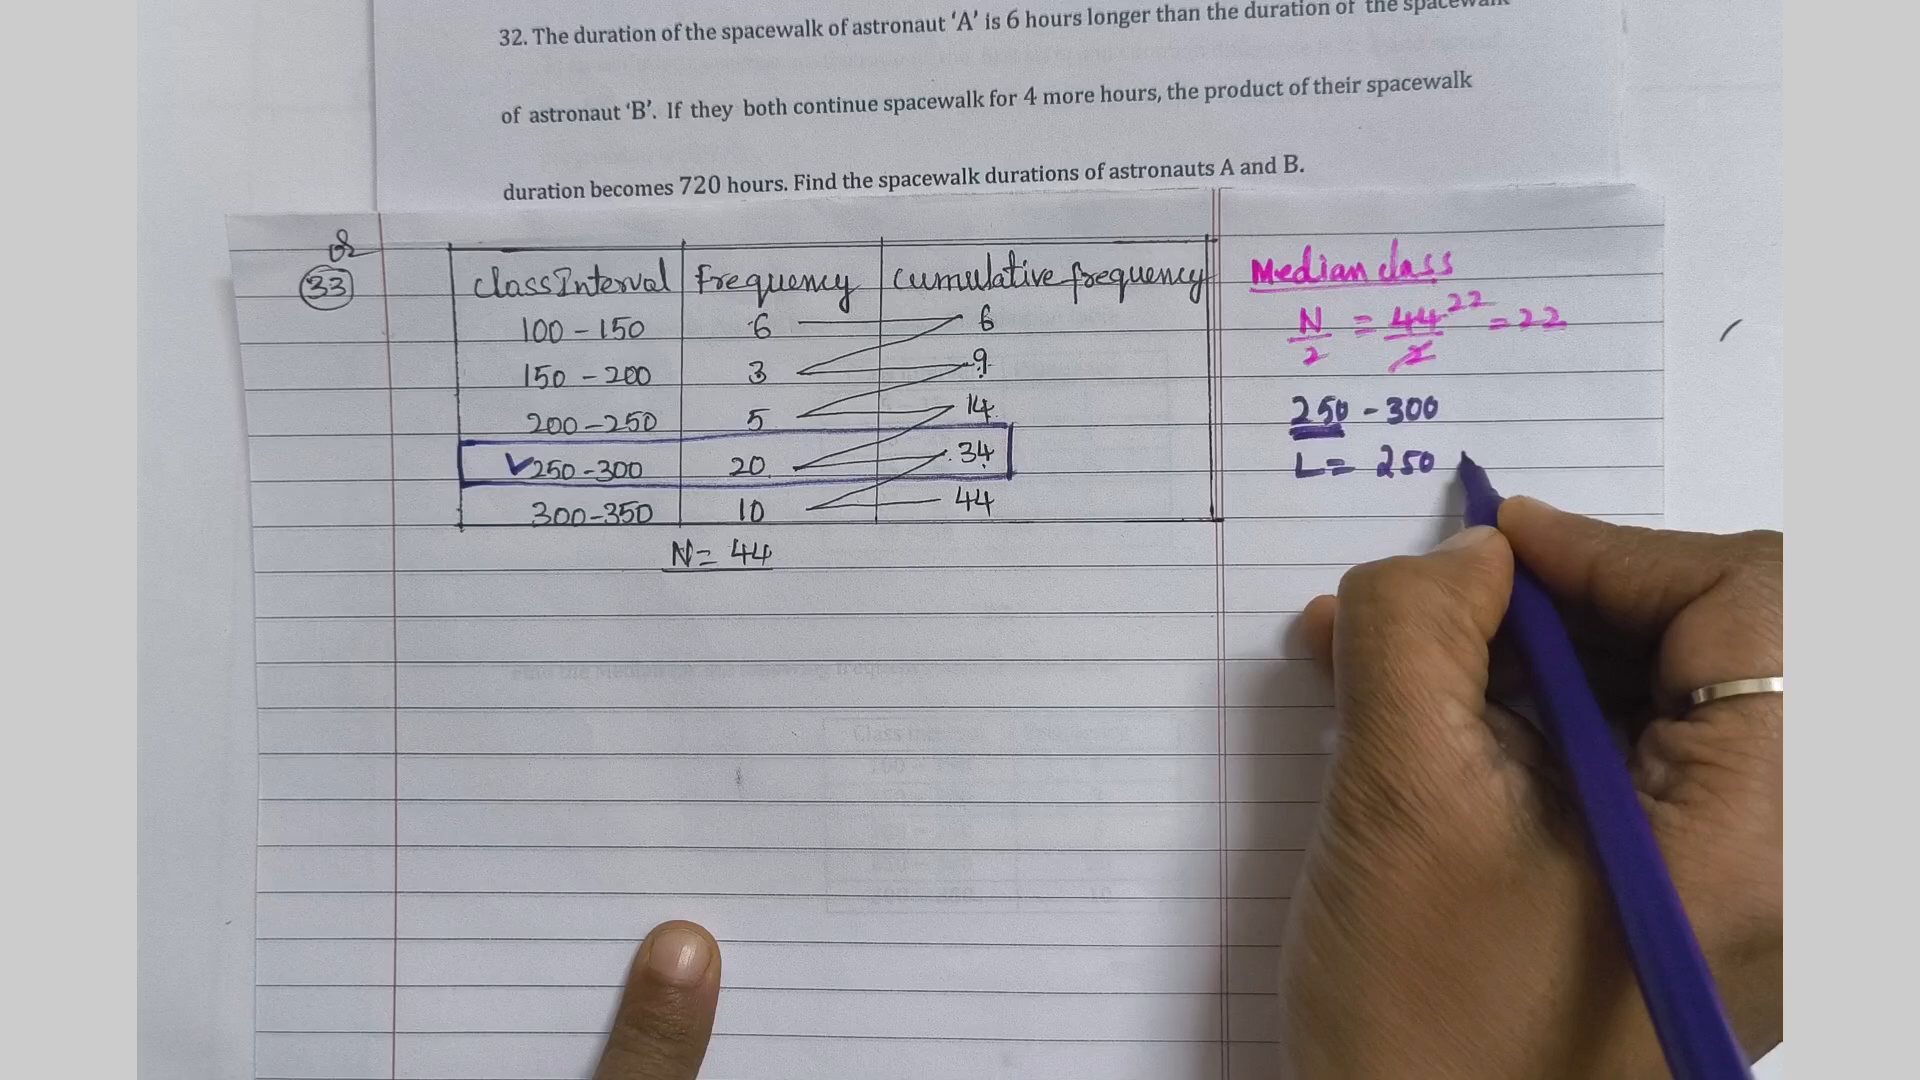 32. The duration of the spacewalk of astronaut ‘A’ is 6 hours longer than the duration of the spacewalk
of astronaut ‘B’. If they both continue spacewalk for 4 more hours, the product of their spacewalk
duration becomes 720 hours. Find the spacewalk durations of astronauts A and B.
33
class Interval frequency cumulative frequency
100 - 150 6 6
150 - 200 3 9
200 - 250 5 14
✓250 - 300 20 34
300 - 350 10 44
N = 44
Median class
N/2 = 44/2 22 = 22
250 - 300
L = 250